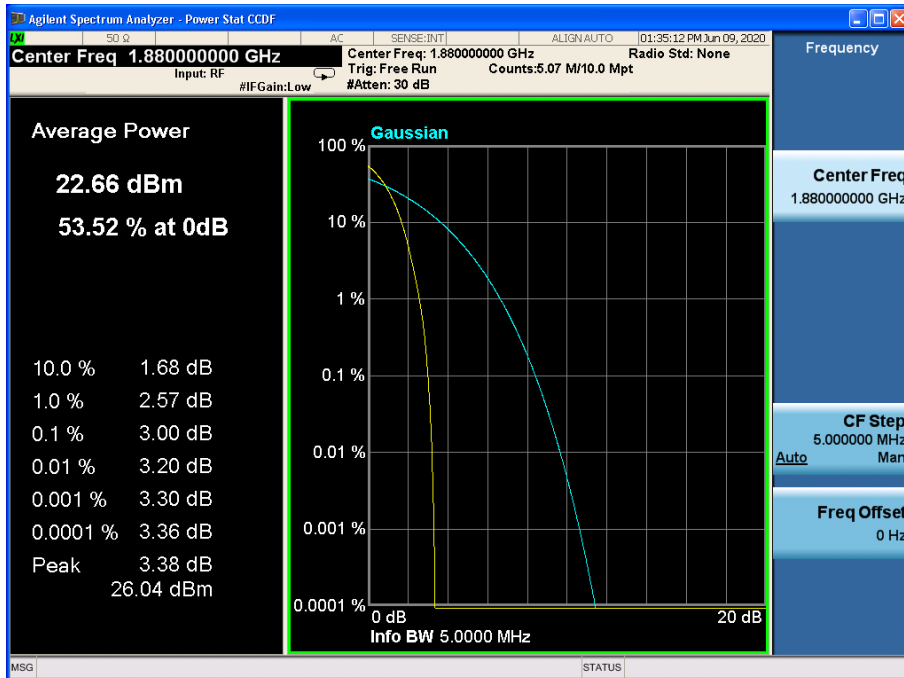 Agilent Spectrum Analyzer - Power Stat CCDF
LXI 50 Ω AC SENSE:INT ALIGN AUTO 01:35:12 PM Jun 09, 2020
Center Freq 1.880000000 GHz
Input: RF
#IFGain:Low
Center Freq: 1.880000000 GHz Radio Std: None
Trig: Free Run Counts:5.07 M/10.0 Mpt
#Atten: 30 dB
Average Power
22.66 dBm
53.52 % at 0dB
10.0 % 1.68 dB
1.0 % 2.57 dB
0.1 % 3.00 dB
0.01 % 3.20 dB
0.001 % 3.30 dB
0.0001 % 3.36 dB
Peak 3.38 dB
26.04 dBm
Gaussian
100 %
10 %
1 %
0.1 %
0.01 %
0.001 %
0.0001 %
0 dB 20 dB
Info BW 5.0000 MHz
Frequency
Center Freq
1.880000000 GHz
CF Step
5.000000 MHz
Auto Man
Freq Offset
0 Hz
MSG STATUS